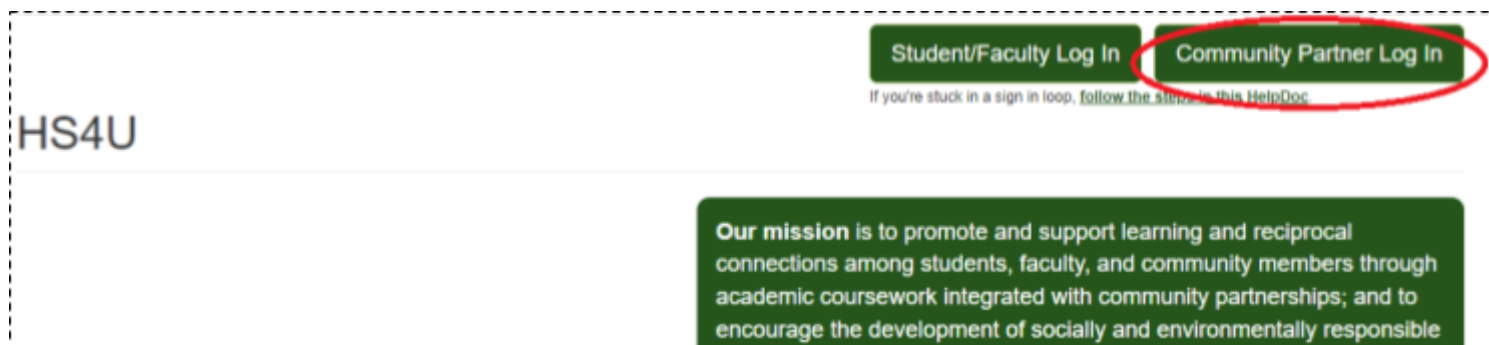 Student/Faculty Log In
Community Partner Log In
If you're stuck in a sign in loop, follow the steps in this HelpDoc.
HS4U
Our mission is to promote and support learning and reciprocal
connections among students, faculty, and community members through
academic coursework integrated with community partnerships; and to
encourage the development of socially and environmentally responsible